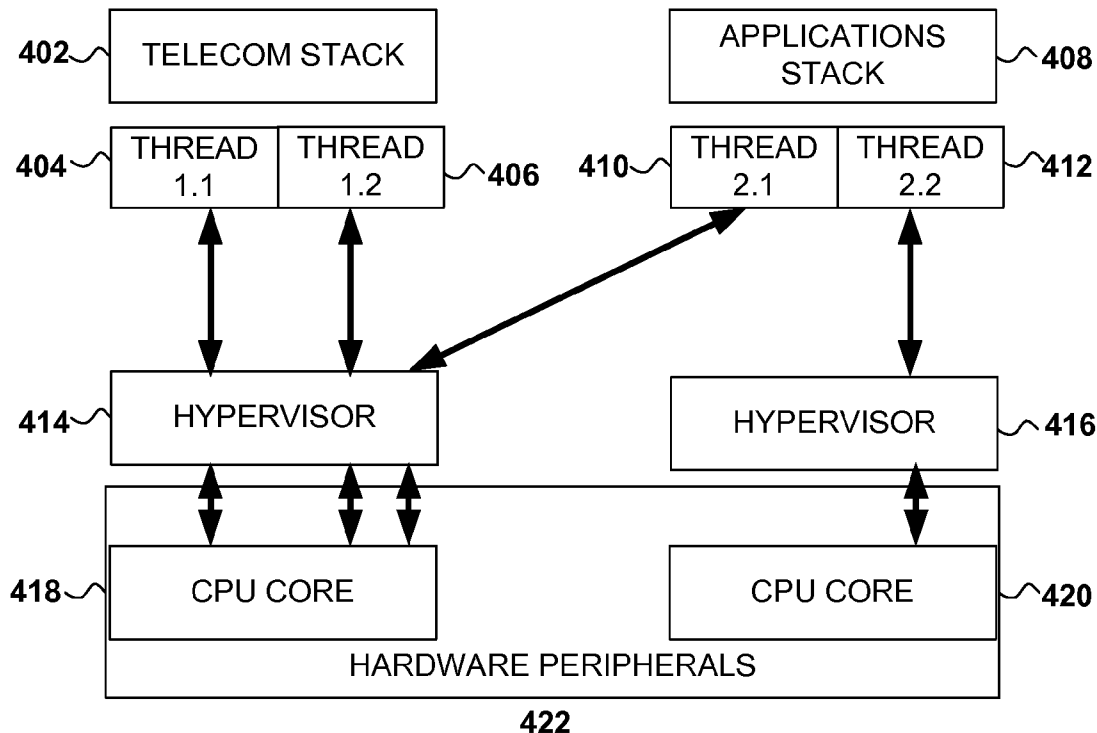 402
TELECOM STACK
APPLICATIONS
STACK
408
404
THREAD
1.1
THREAD
1.2
406
410
THREAD
2.1
THREAD
2.2
412
414
HYPERVISOR
HYPERVISOR
416
418
CPU CORE
CPU CORE
420
HARDWARE PERIPHERALS
422